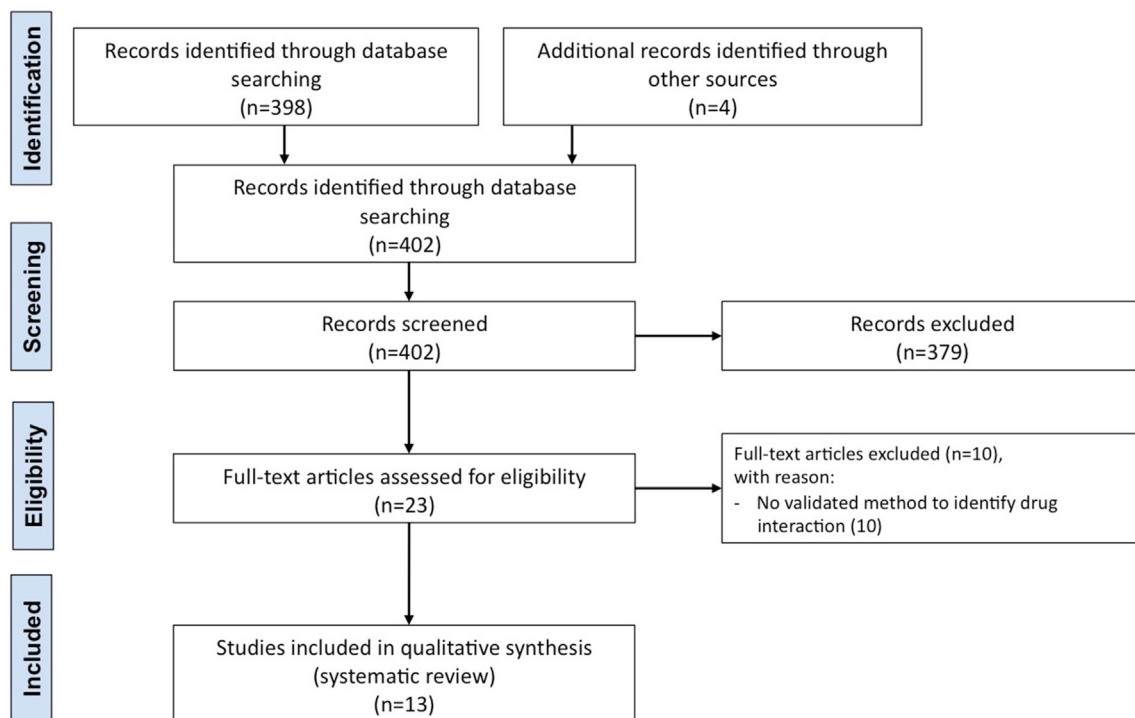 Identification
Records identified through database
searching
(n=398)
Additional records identified through
other sources
(n=4)
Records identified through database
searching
(n=402)
Screening
Records screened
(n=402)
Records excluded
(n=379)
Eligibility
Full-text articles assessed for eligibility
(n=23)
Full-text articles excluded (n=10),
with reason:
- No validated method to identify drug
interaction (10)
Included
Studies included in qualitative synthesis
(systematic review)
(n=13)